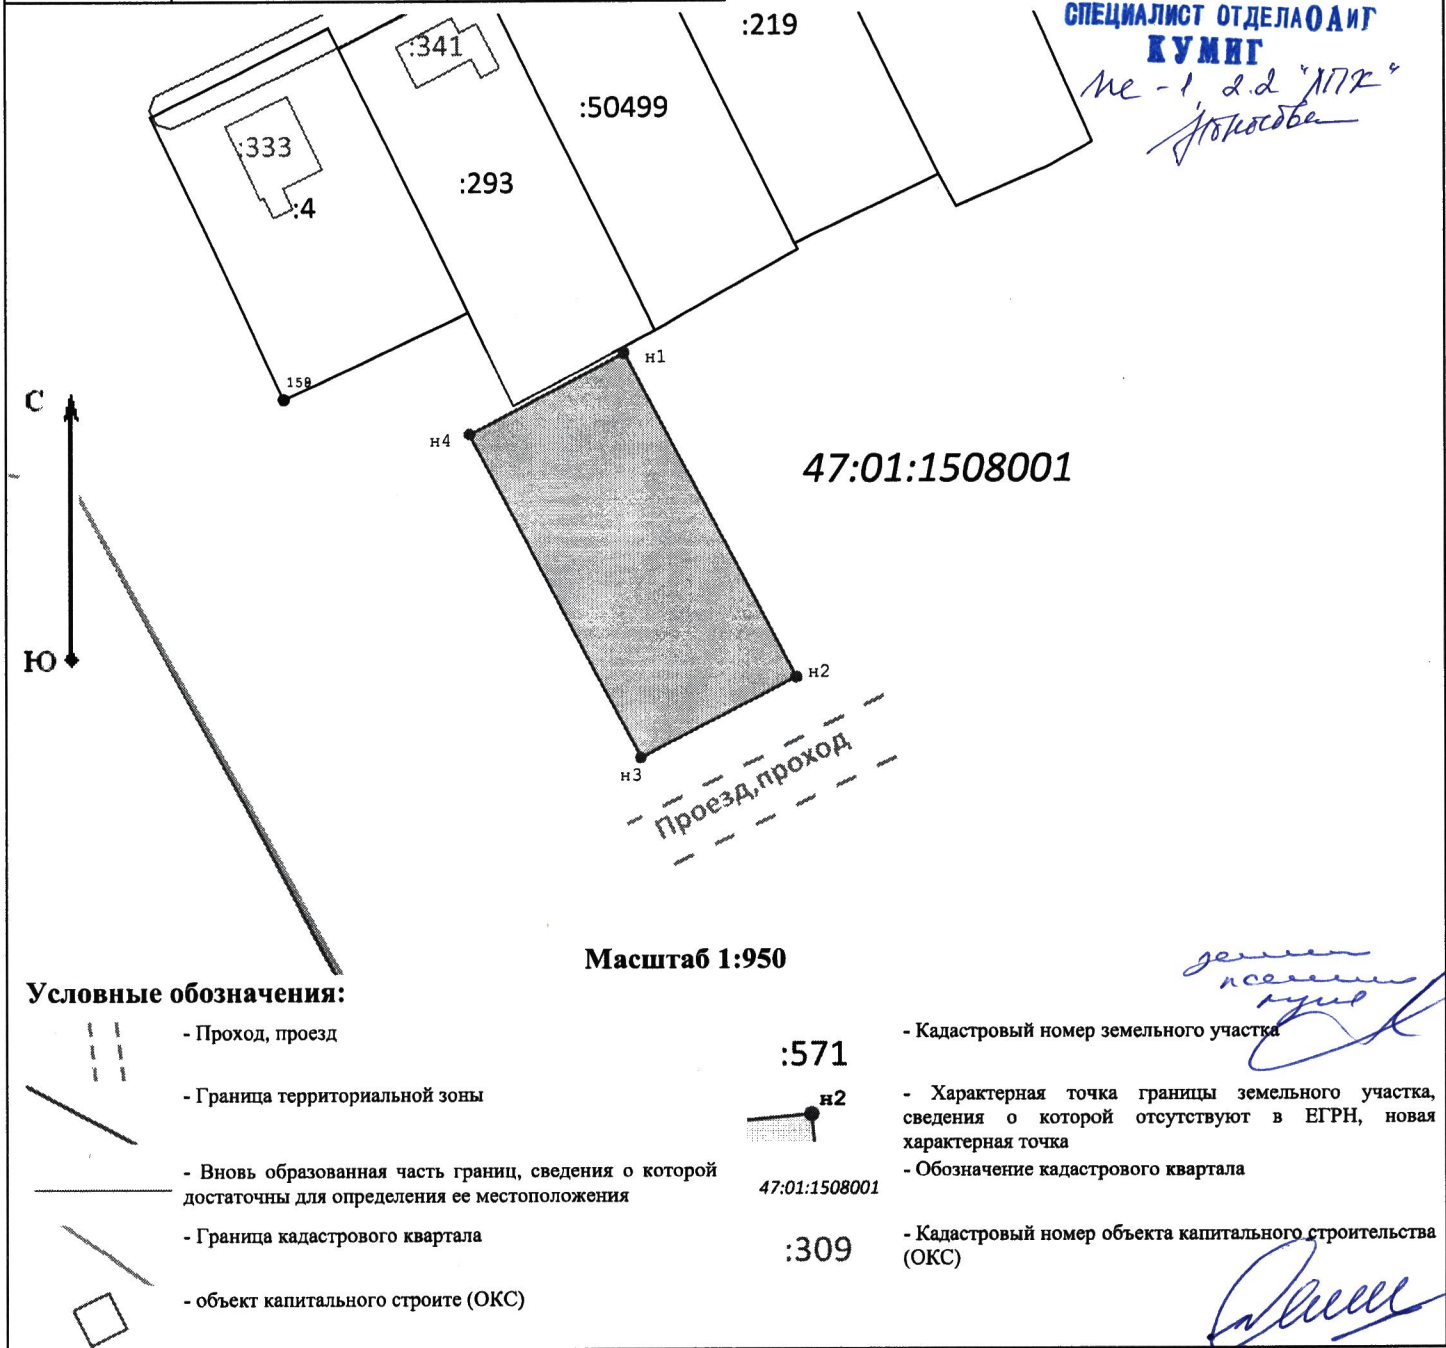 СПЕЦИАЛИСТ ОТДЕЛА ОАиГ
КУМИГ
:219
:341
:50499
:333
:293
:4
2.2 "ЛПХ"
н1
159
С
н4
47:01:1508001
Ю
н2
н3
Проезд,проход
Масштаб 1:950
Условные обозначения:
- Проход, проезд
- Граница территориальной зоны
- Вновь образованная часть границ, сведения о которой
достаточны для определения ее местоположения
- Граница кадастрового квартала
- объект капитального строите (ОКС)
:571
- Кадастровый номер земельного участка
н2
- Характерная точка границы земельного участка,
сведения о которой отсутствуют в ЕГРН, новая
характерная точка
47:01:1508001
- Обозначение кадастрового квартала
:309
- Кадастровый номер объекта капитального строительства
(ОКС)